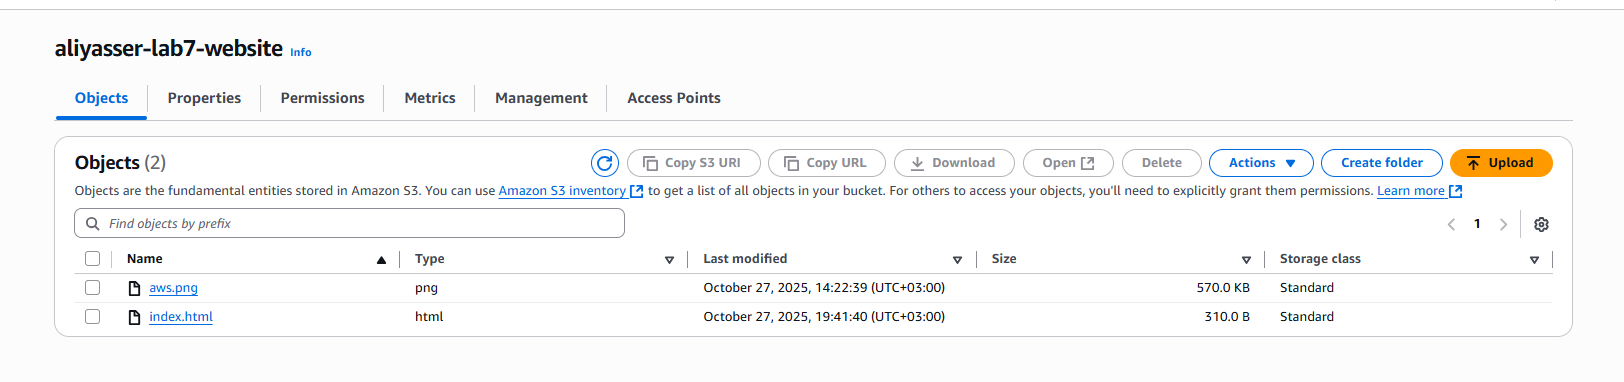 aliyasser-lab7-website Info
Objects Properties Permissions Metrics Management Access Points
Objects (2) Copy S3 URI Copy URL Download Open Delete Actions Create folder Upload
Objects are the fundamental entities stored in Amazon S3. You can use Amazon S3 inventory to get a list of all objects in your bucket. For others to access your objects, you'll need to explicitly grant them permissions. Learn more
Find objects by prefix 1
Name Type Last modified Size Storage class
aws.png png October 27, 2025, 14:22:39 (UTC+03:00) 570.0 KB Standard
index.html html October 27, 2025, 19:41:40 (UTC+03:00) 310.0 B Standard